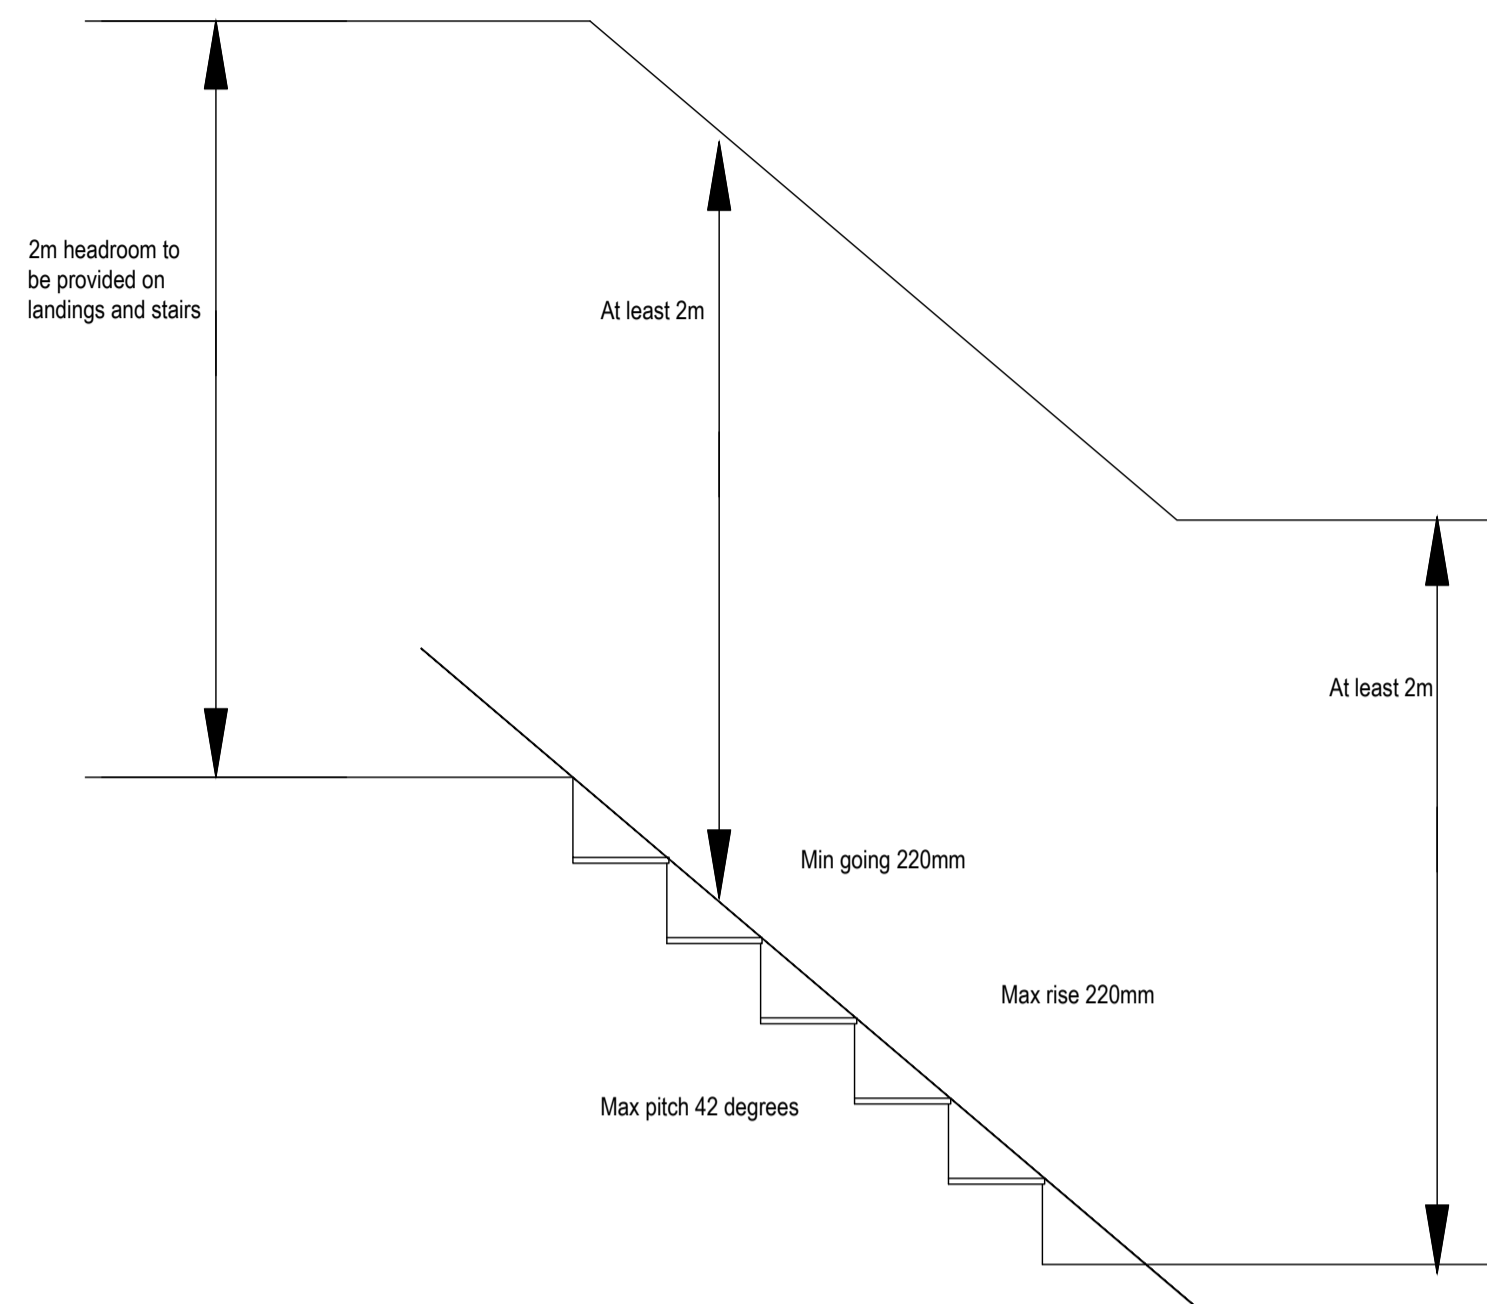 2m headroom to
be provided on
landings and stairs
At least 2m
At least 2m
Min going 220mm
Max rise 220mm
Max pitch 42 degrees